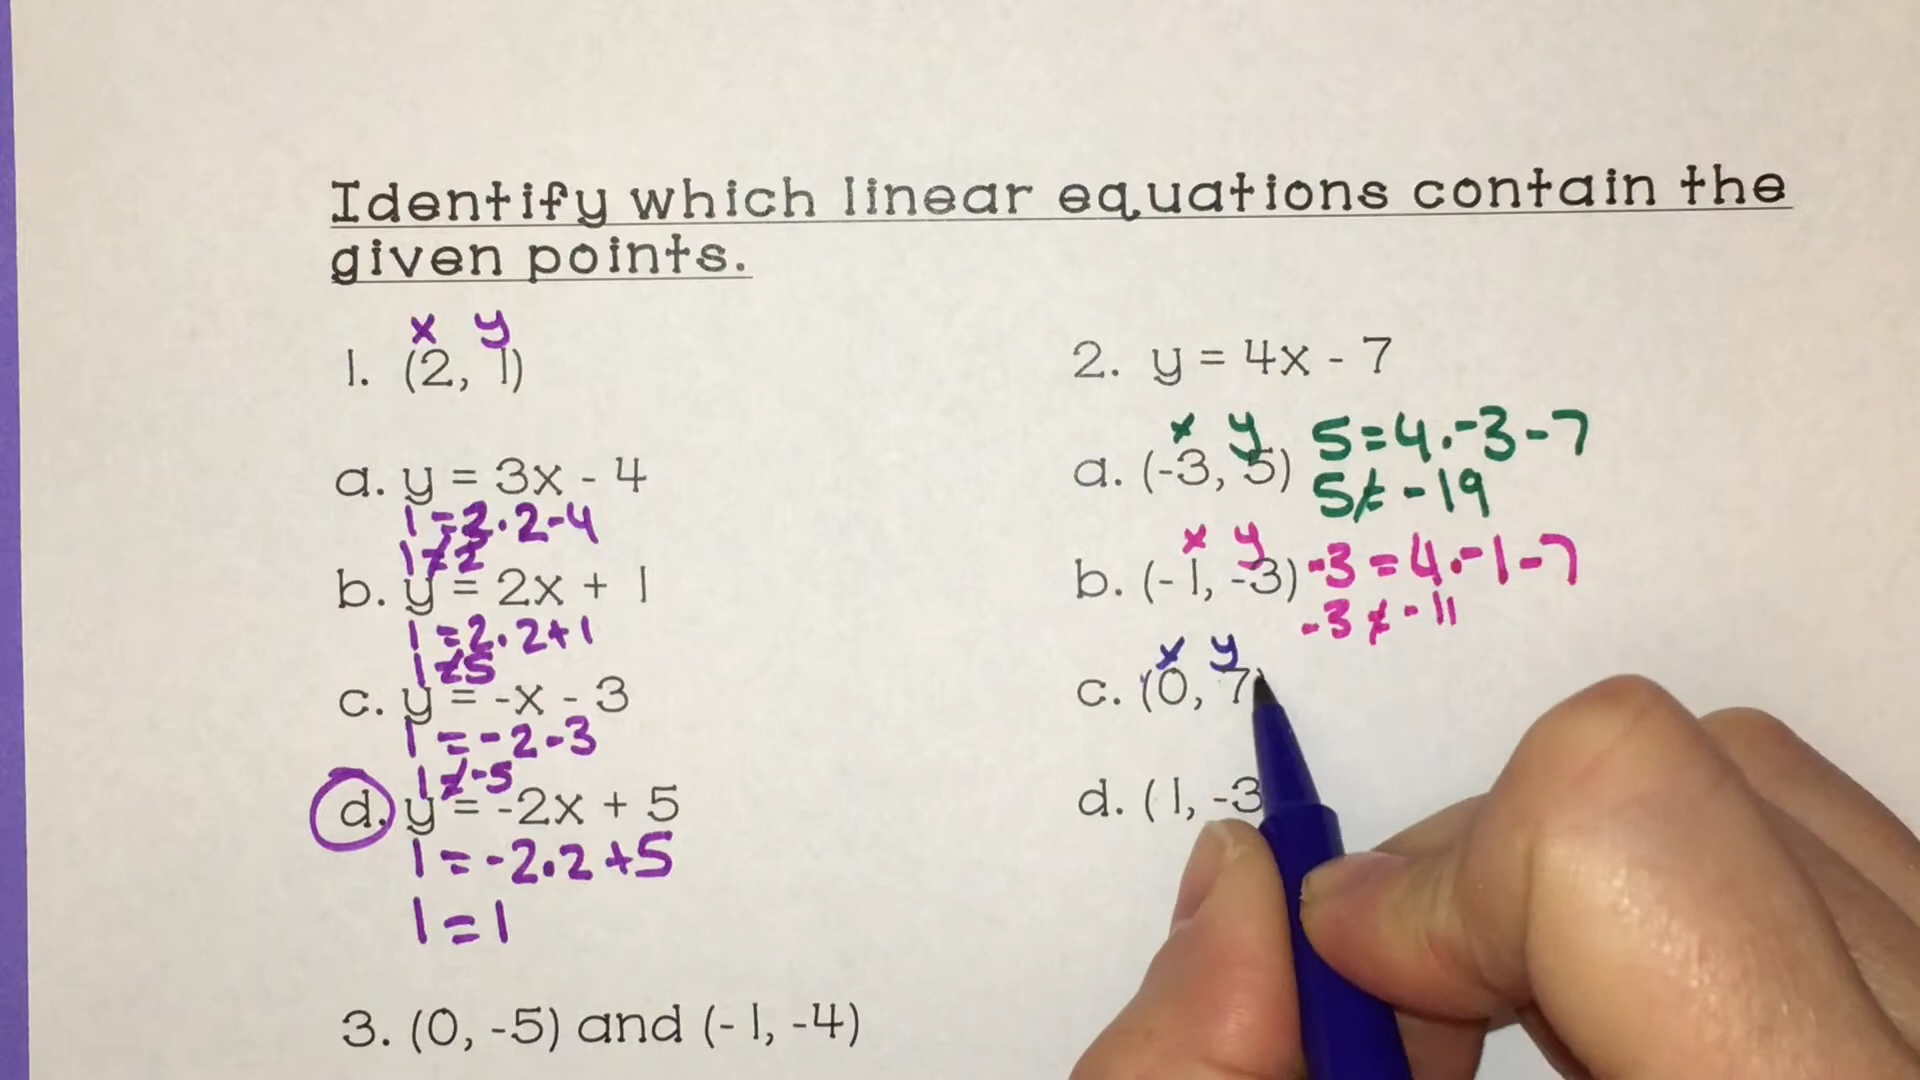 Identify which linear equations contain the
given points.
x y
1. (2, 1)
a. y = 3x - 4
1 = 3·2-4
1≠2
b. y = 2x + 1
1 = 2·2+1
1≠5
c. y = -x - 3
1 = -2-3
1≠-5
d. y = -2x + 5
1 = -2·2+5
1=1
3. (0, -5) and (-1, -4)
2. y = 4x - 7
x y
a. (-3, 5) 5=4·-3-7
5≠-19
x y
b. (-1, -3) -3=4·-1-7
-3≠-11
x y
c. (0, 7)
d. (1, -3